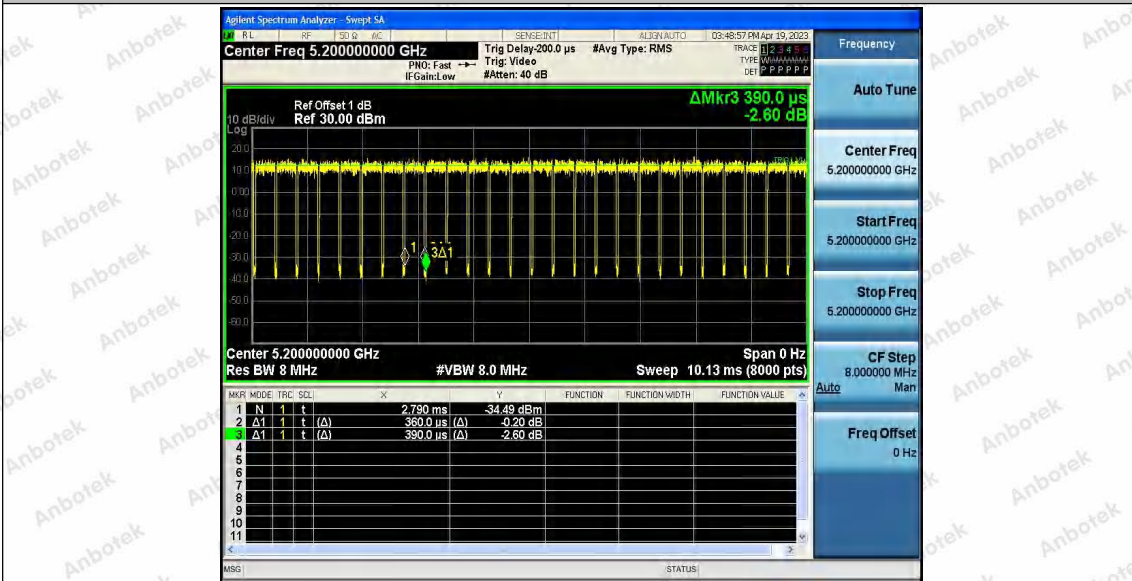 Agilent Spectrum Analyzer - Swept SA
RL RF 50 Ω AC SENSE:INT ALIGN AUTO 03:48:57 PM Apr 19, 2023
Center Freq 5.200000000 GHz
PNO: Fast
IFGain:Low
Trig Delay-200.0 µs
Trig: Video
#Atten: 40 dB
#Avg Type: RMS
TRACE 1 2 3 4 5 6
TYPE
DET P P P P P P
Ref Offset 1 dB
10 dB/div Ref 30.00 dBm
Log
ΔMkr3 390.0 µs
-2.60 dB
20.0
10.0
0.00
-10.0
-20.0
-30.0
-40.0
-50.0
-60.0
1
3Δ1
Center 5.200000000 GHz Span 0 Hz
Res BW 8 MHz #VBW 8.0 MHz Sweep 10.13 ms (8000 pts)
MKR MODE TRC SCL X Y FUNCTION FUNCTION WIDTH FUNCTION VALUE
1 N 1 t 2.790 ms -34.49 dBm
2 Δ1 1 t (Δ) 360.0 µs (Δ) -0.20 dB
3 Δ1 1 t (Δ) 390.0 µs (Δ) -2.60 dB
4
5
6
7
8
9
10
11
MSG STATUS
Frequency
Auto Tune
Center Freq
5.200000000 GHz
Start Freq
5.200000000 GHz
Stop Freq
5.200000000 GHz
CF Step
8.000000 MHz
Auto Man
Freq Offset
0 Hz
Anbotek